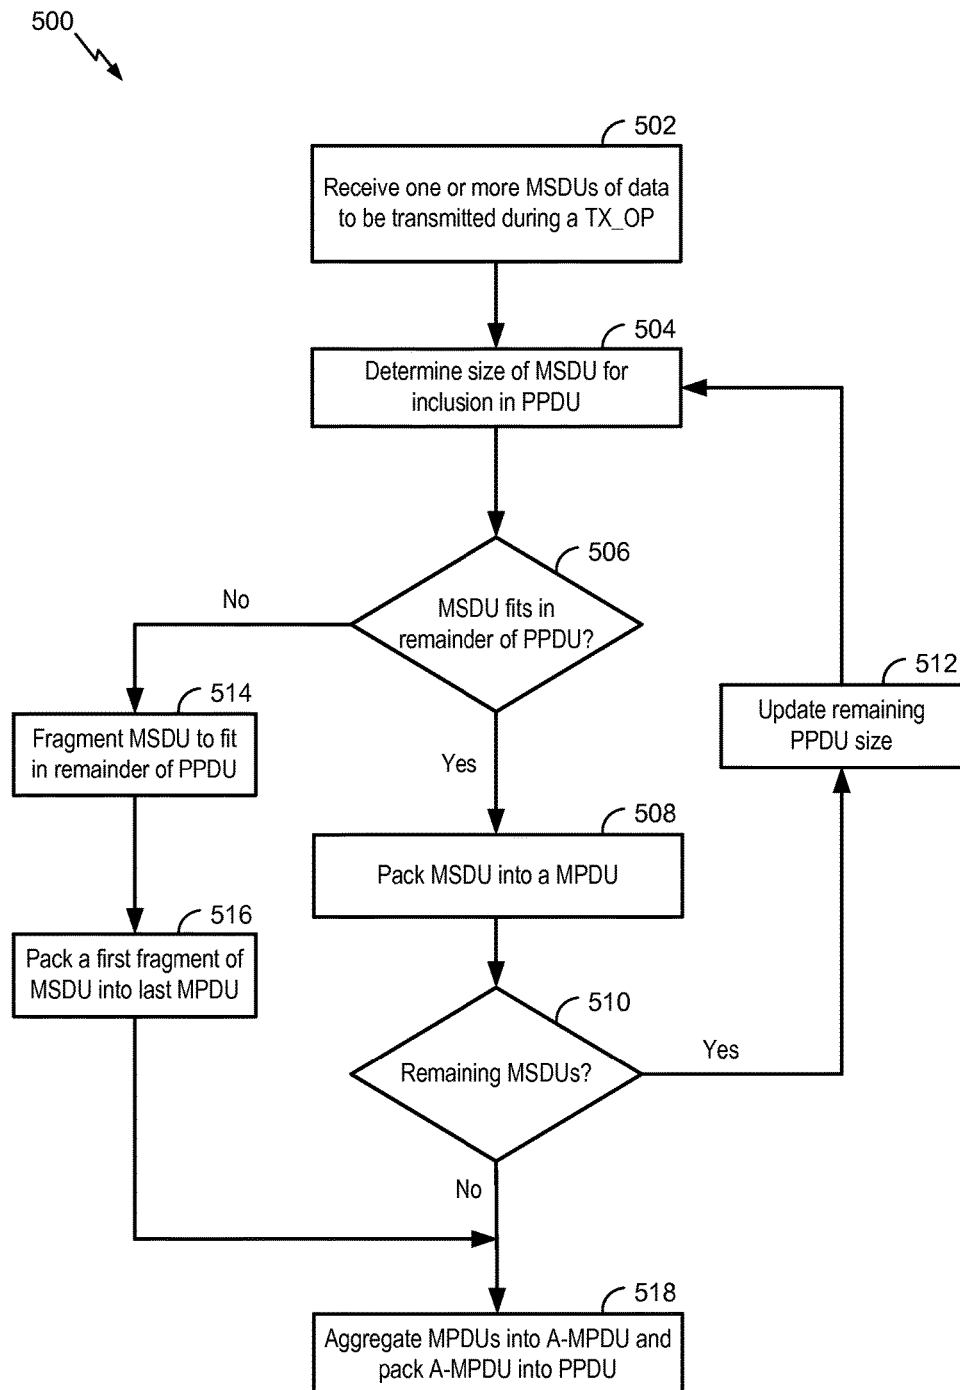 500
502
Receive one or more MSDUs of data
to be transmitted during a TX_OP
504
Determine size of MSDU for
inclusion in PPDU
506
MSDU fits in
remainder of PPDU?
No
Yes
514
Fragment MSDU to fit
in remainder of PPDU
512
Update remaining
PPDU size
508
Pack MSDU into a MPDU
516
Pack a first fragment of
MSDU into last MPDU
510
Remaining MSDUs?
Yes
No
518
Aggregate MPDUs into A-MPDU and
pack A-MPDU into PPDU